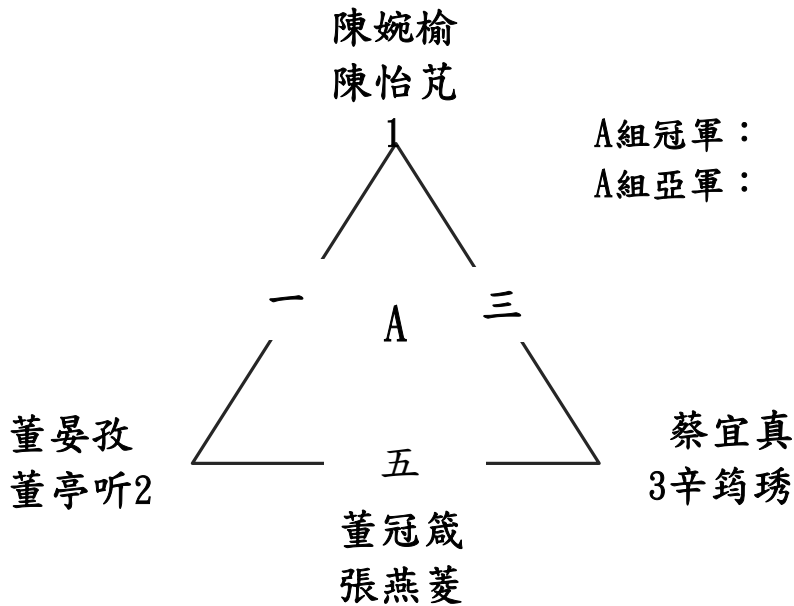 陳婉榆
陳怡芃
1
A組冠軍：
A組亞軍：
一
A
三
董晏孜
董亭听2
五
蔡宜真
3辛筠琇
董冠箴
張燕菱